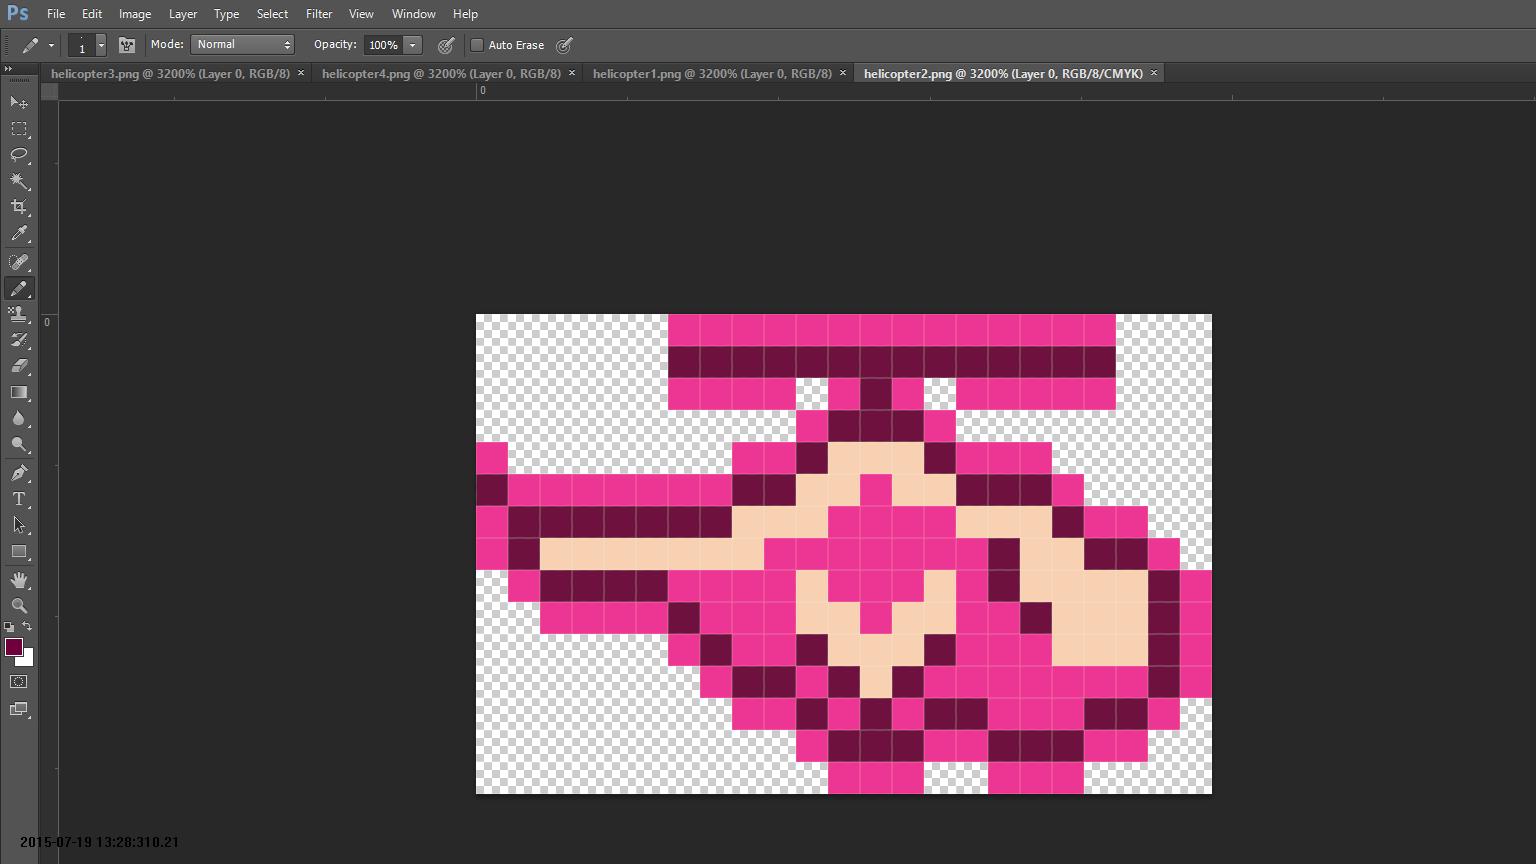 Ps File Edit Image Layer Type Select Filter View Window Help
1 Mode: Normal Opacity: 100% Auto Erase
helicopter3.png @ 3200% (Layer 0, RGB/8) × helicopter4.png @ 3200% (Layer 0, RGB/8) × helicopter1.png @ 3200% (Layer 0, RGB/8) × helicopter2.png @ 3200% (Layer 0, RGB/8/CMYK) ×
0
0
2015-07-19 13:28:310.21